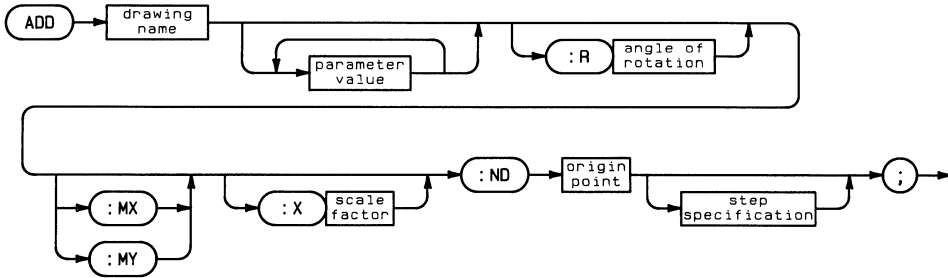 ADD
drawing
name
parameter
value
:R
angle of
rotation
:MX
:MY
:X
scale
factor
:ND
origin
point
step
specification
;